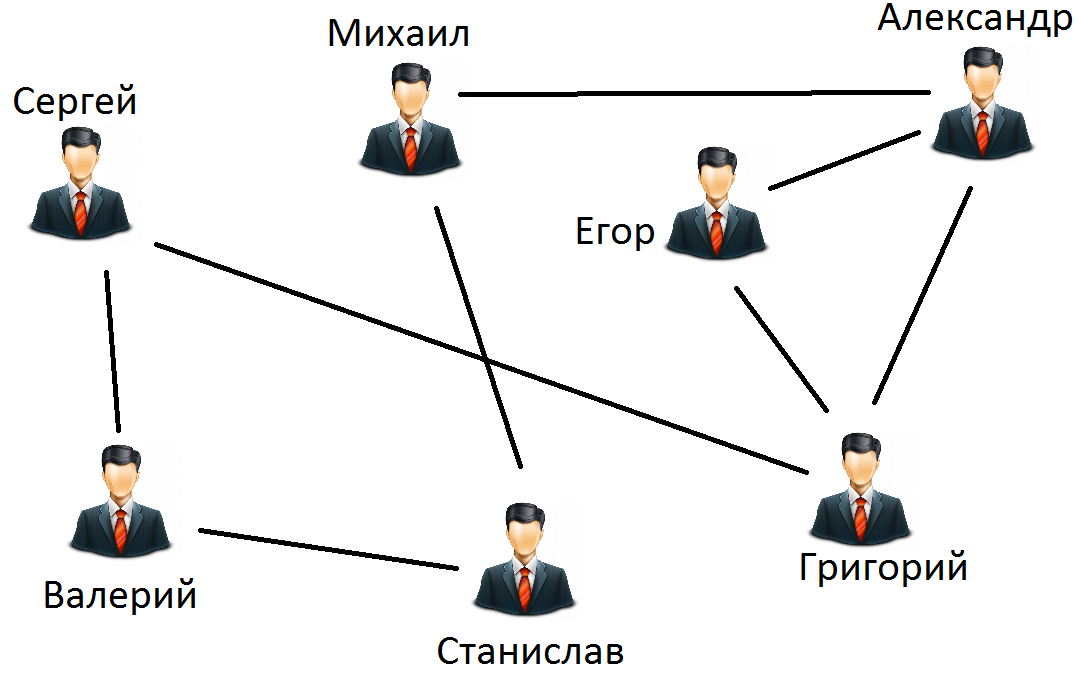 Александр
Михаил
Сергей
Егор
Григорий
Валерий
Станислав